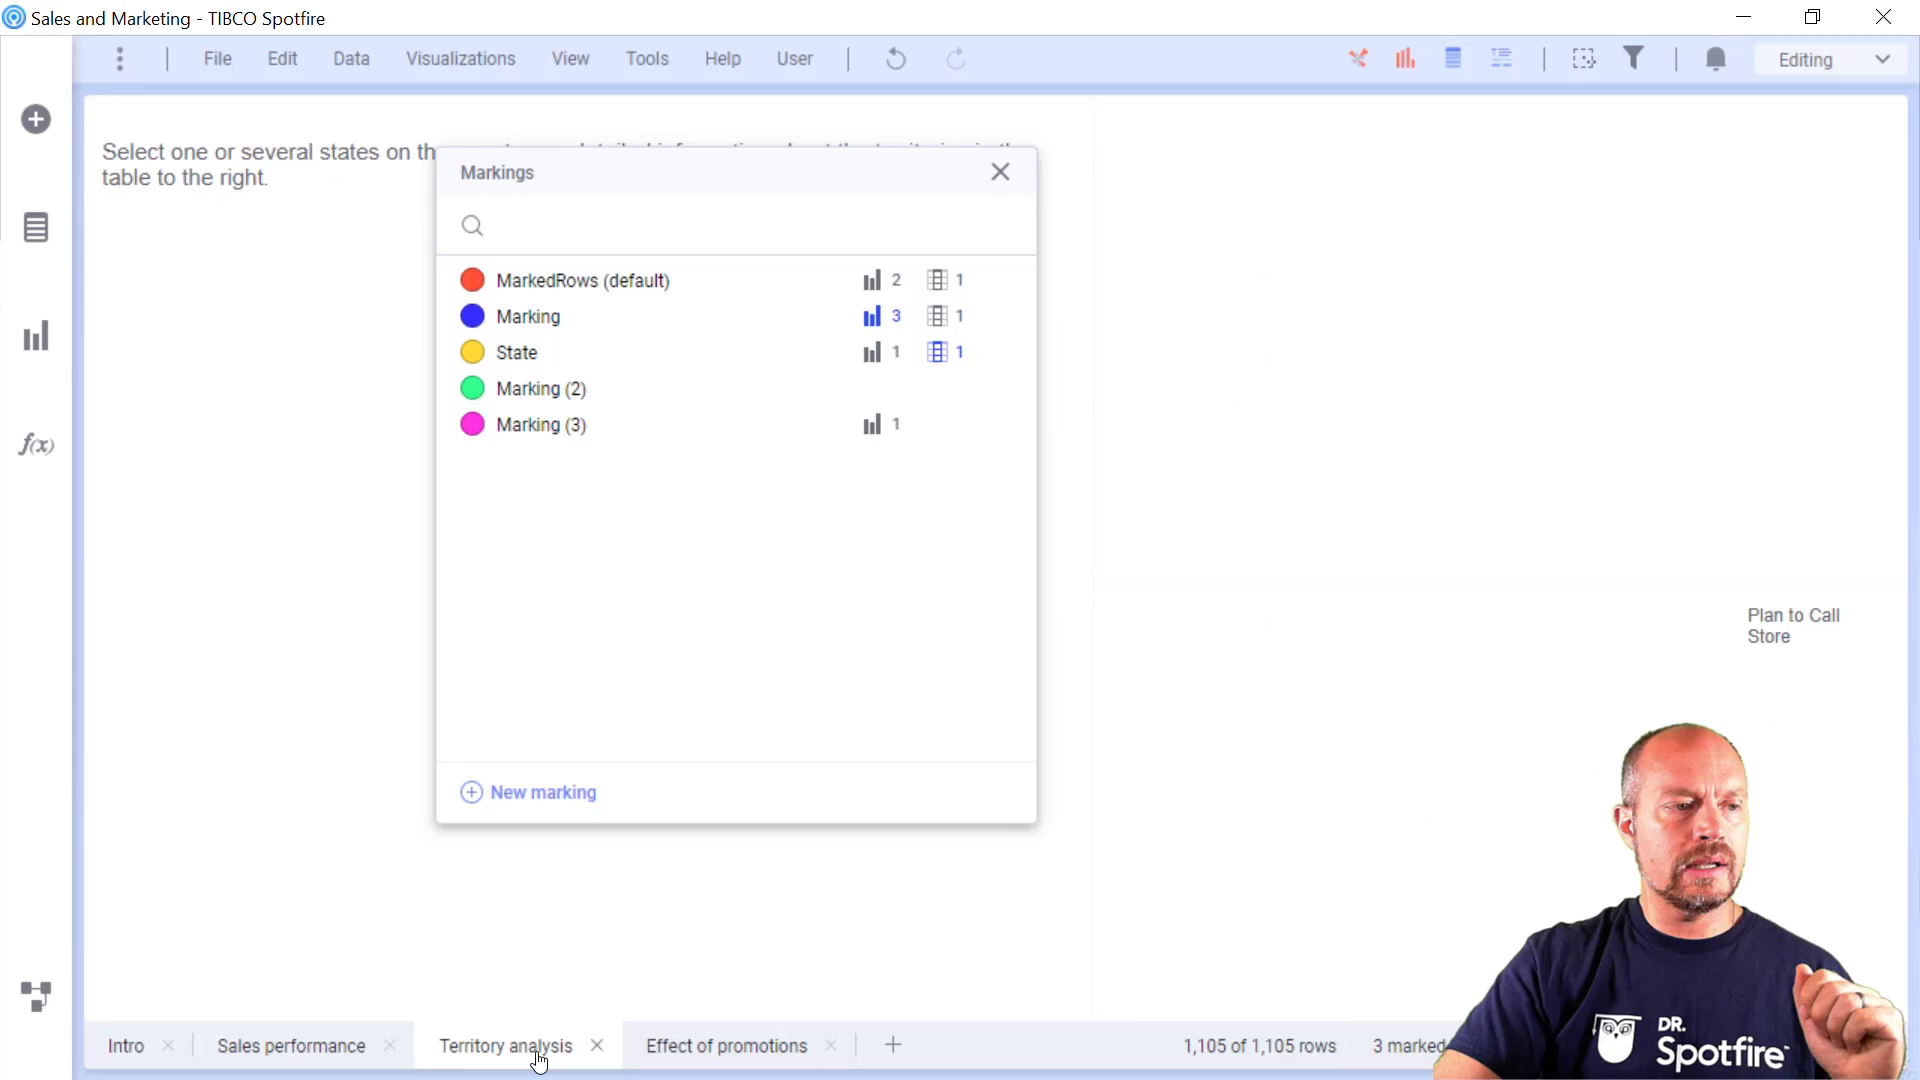 Sales and Marketing - TIBCO Spotfire
File Edit Data Visualizations View Tools Help User Editing
Select one or several states on th
table to the right.
Markings
MarkedRows (default) 2 1
Marking 3 1
State 1 1
Marking (2)
Marking (3) 1
New marking
f(x)
Plan to Call
Store
DR.
Spotfire
Intro Sales performance Territory analysis Effect of promotions 1,105 of 1,105 rows 3 marked